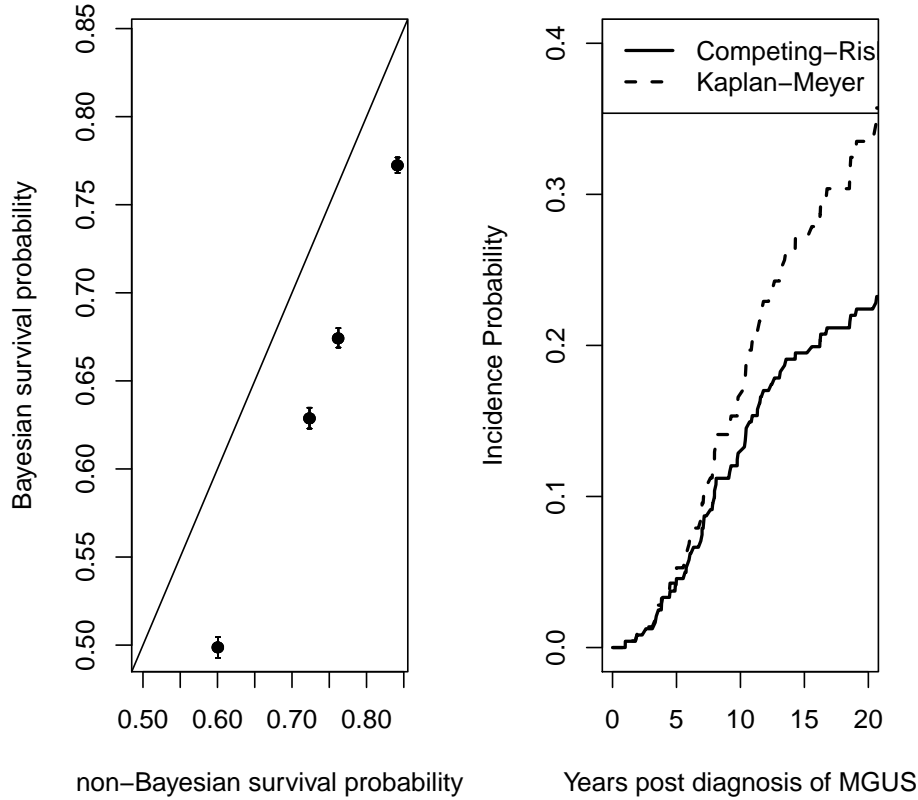 Bayesian survival probability
0.85
0.80
0.75
0.70
0.65
0.60
0.55
0.50
0.50 0.60 0.70 0.80
non−Bayesian survival probability
Incidence Probability
0.4
0.3
0.2
0.1
0.0
Competing−Ris
Kaplan−Meyer
0 5 10 15 20
Years post diagnosis of MGUS